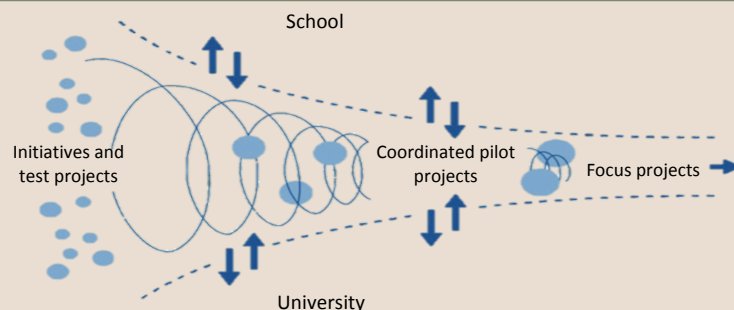 School
Initiatives and
test projects
Coordinated pilot
projects
Focus projects
University